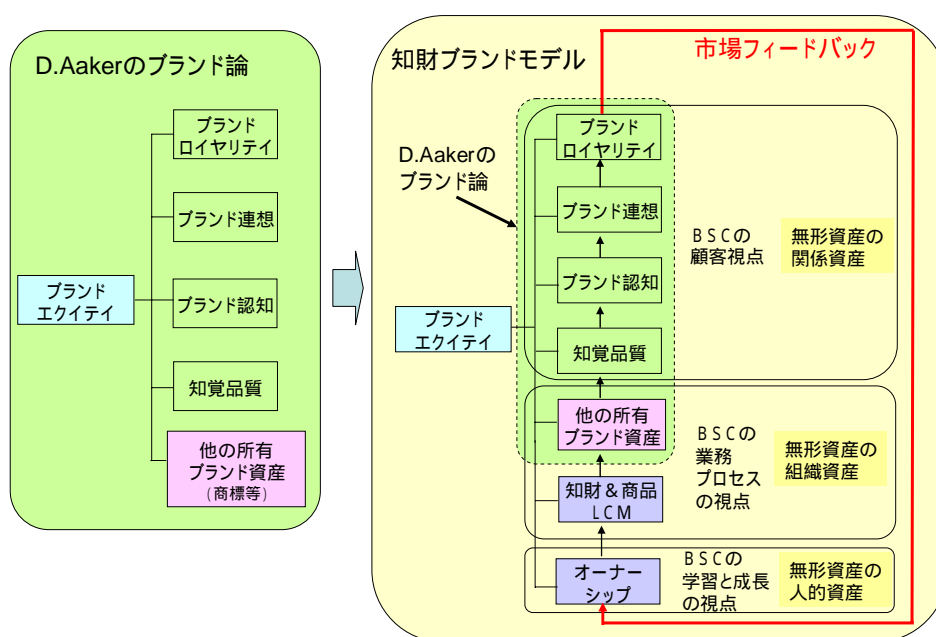 D.Aakerのブランド論
ブランド
ロイヤリテイ
ブランド連想
ブランド認知
知覚品質
他の所有
ブランド資産
(商標等)
ブランド
エクイテイ
知財ブランドモデル
市場フィードバック
D.Aakerの
ブランド論
ブランド
ロイヤリテイ
ブランド連想
ブランド認知
知覚品質
他の所有
ブランド資産
知財&商品
LCM
オーナー
シップ
ブランド
エクイテイ
BSCの
顧客視点
無形資産の
関係資産
BSCの
業務
プロセス
の視点
無形資産の
組織資産
BSCの
学習と成長
の視点
無形資産の
人的資産